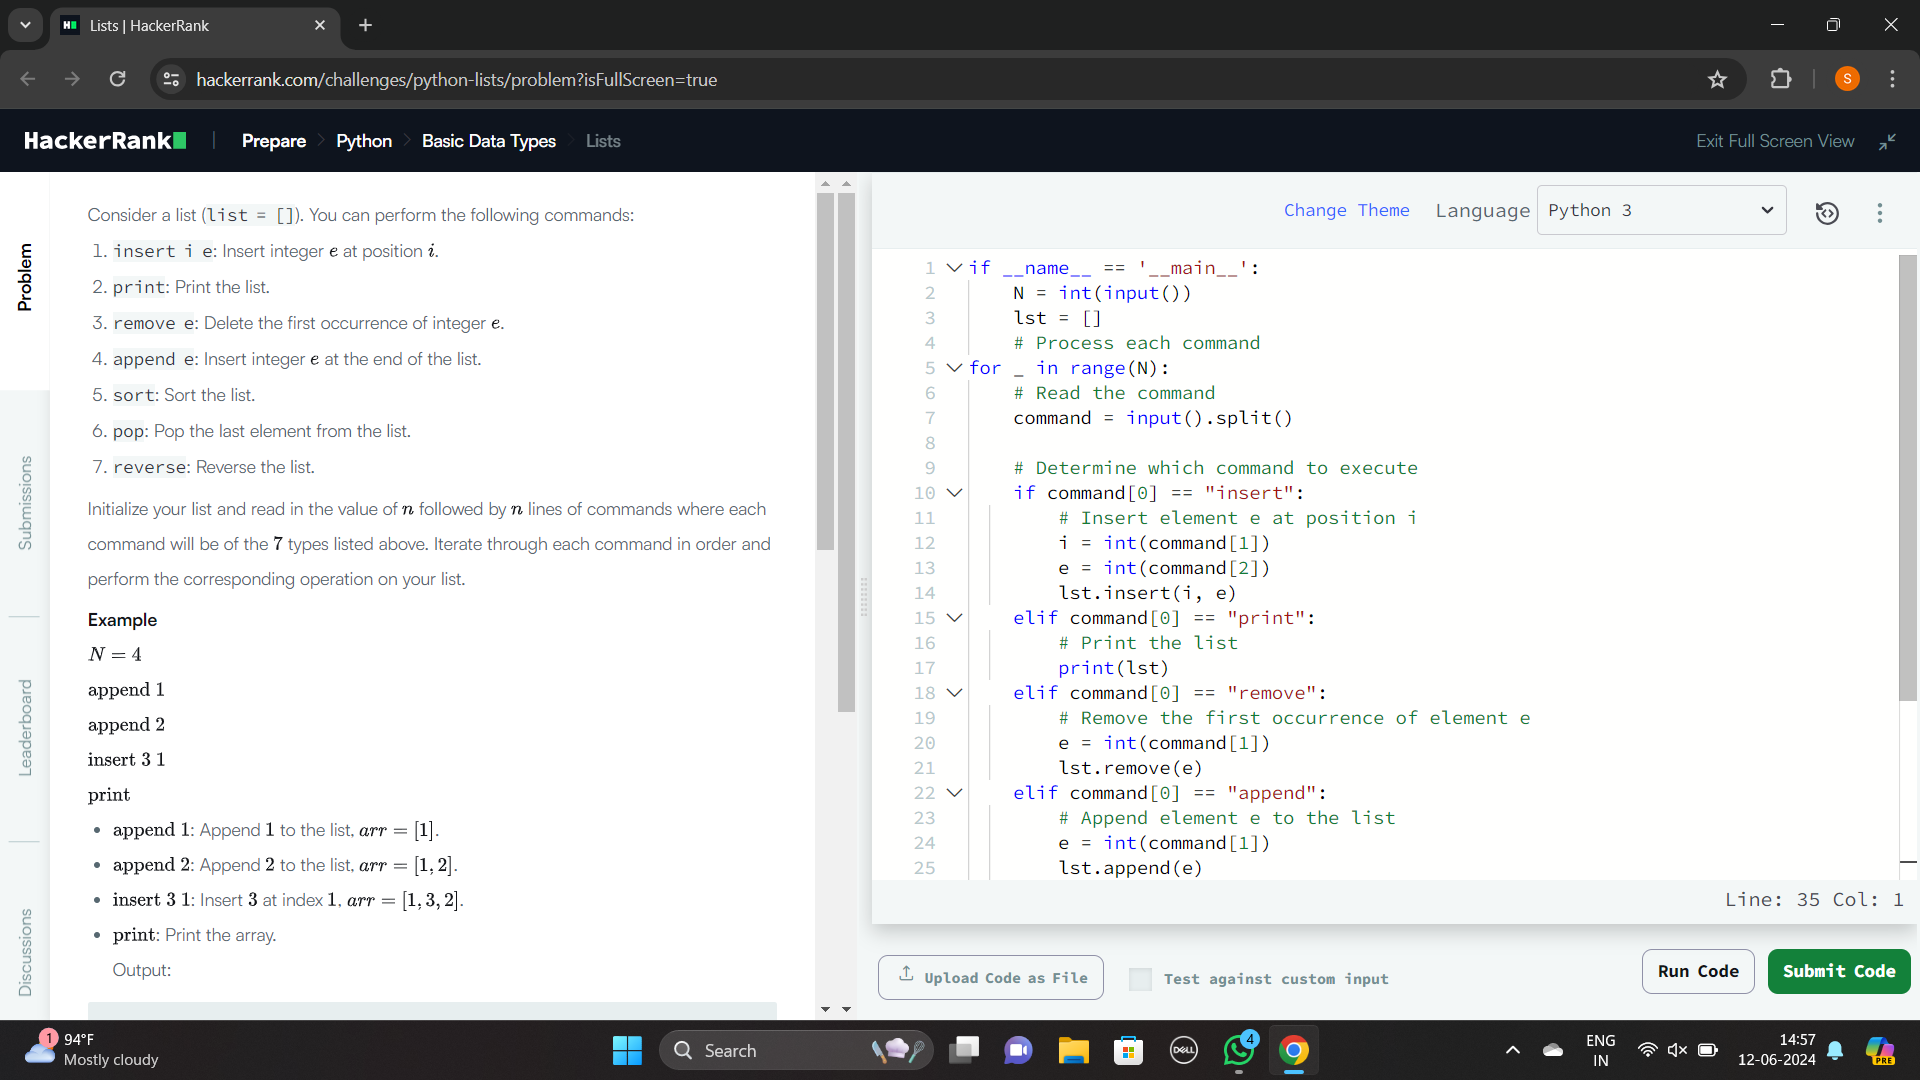 Lists | HackerRank
hackerrank.com/challenges/python-lists/problem?isFullScreen=true
S
HackerRank
Prepare
Python
Basic Data Types
Lists
Exit Full Screen View
Problem
Submissions
Leaderboard
Discussions
Consider a list (list = []). You can perform the following commands:
1. insert i e: Insert integer e at position i.
2. print: Print the list.
3. remove e: Delete the first occurrence of integer e.
4. append e: Insert integer e at the end of the list.
5. sort: Sort the list.
6. pop: Pop the last element from the list.
7. reverse: Reverse the list.
Initialize your list and read in the value of n followed by n lines of commands where each
command will be of the 7 types listed above. Iterate through each command in order and
perform the corresponding operation on your list.
Example
N = 4
append 1
append 2
insert 3 1
print
• append 1: Append 1 to the list, arr = [1].
• append 2: Append 2 to the list, arr = [1, 2].
• insert 3 1: Insert 3 at index 1, arr = [1, 3, 2].
• print: Print the array.
Output:
Change Theme
Language
Python 3
1 if __name__ == '__main__':
2     N = int(input())
3     lst = []
4     # Process each command
5 for _ in range(N):
6     # Read the command
7     command = input().split()
8
9     # Determine which command to execute
10     if command[0] == "insert":
11         # Insert element e at position i
12         i = int(command[1])
13         e = int(command[2])
14         lst.insert(i, e)
15     elif command[0] == "print":
16         # Print the list
17         print(lst)
18     elif command[0] == "remove":
19         # Remove the first occurrence of element e
20         e = int(command[1])
21         lst.remove(e)
22     elif command[0] == "append":
23         # Append element e to the list
24         e = int(command[1])
25         lst.append(e)
Line: 35 Col: 1
Upload Code as File
Test against custom input
Run Code
Submit Code
1
94°F
Mostly cloudy
Search
DELL
4
ENG
IN
14:57
12-06-2024
PRE